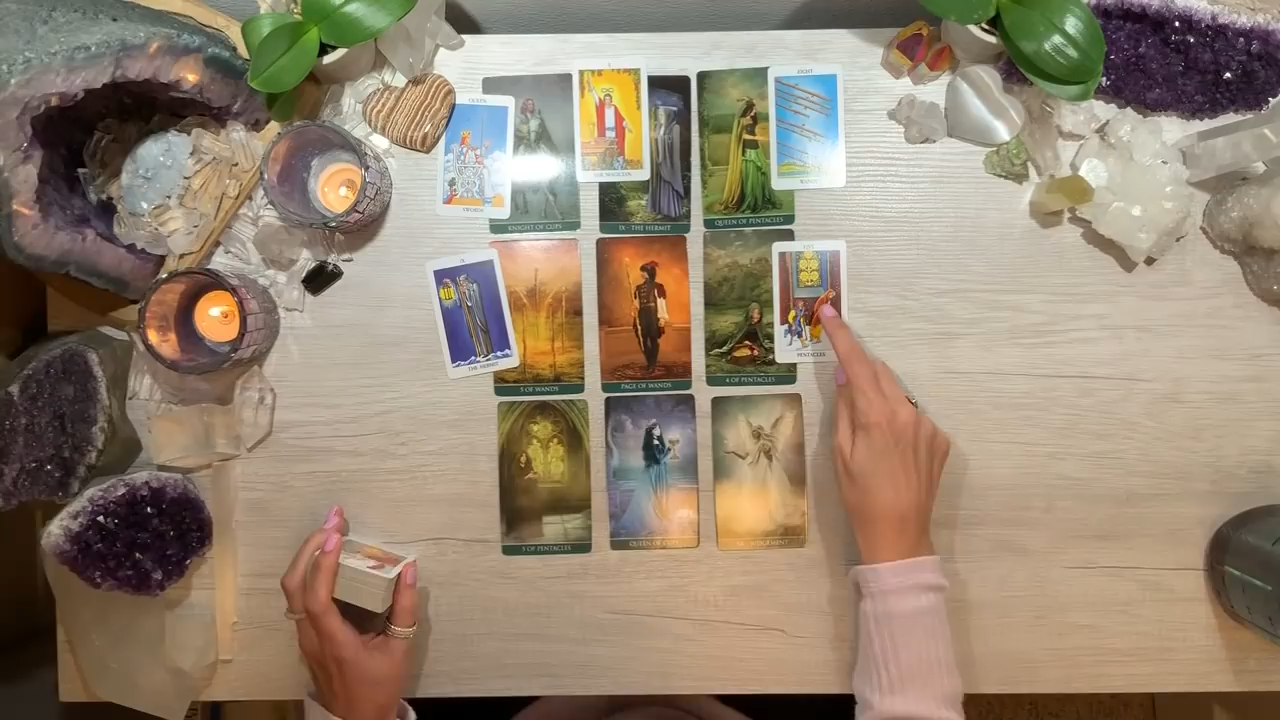 QUEEN
SWORDS
KNIGHT OF CUPS
I
THE MAGICIAN
IX - THE HERMIT
QUEEN OF PENTACLES
EIGHT
WANDS
IX
THE HERMIT
5 OF WANDS
PAGE OF WANDS
4 OF PENTACLES
PENTACLES
5 OF PENTACLES
QUEEN OF CUPS
JUDGEMENT